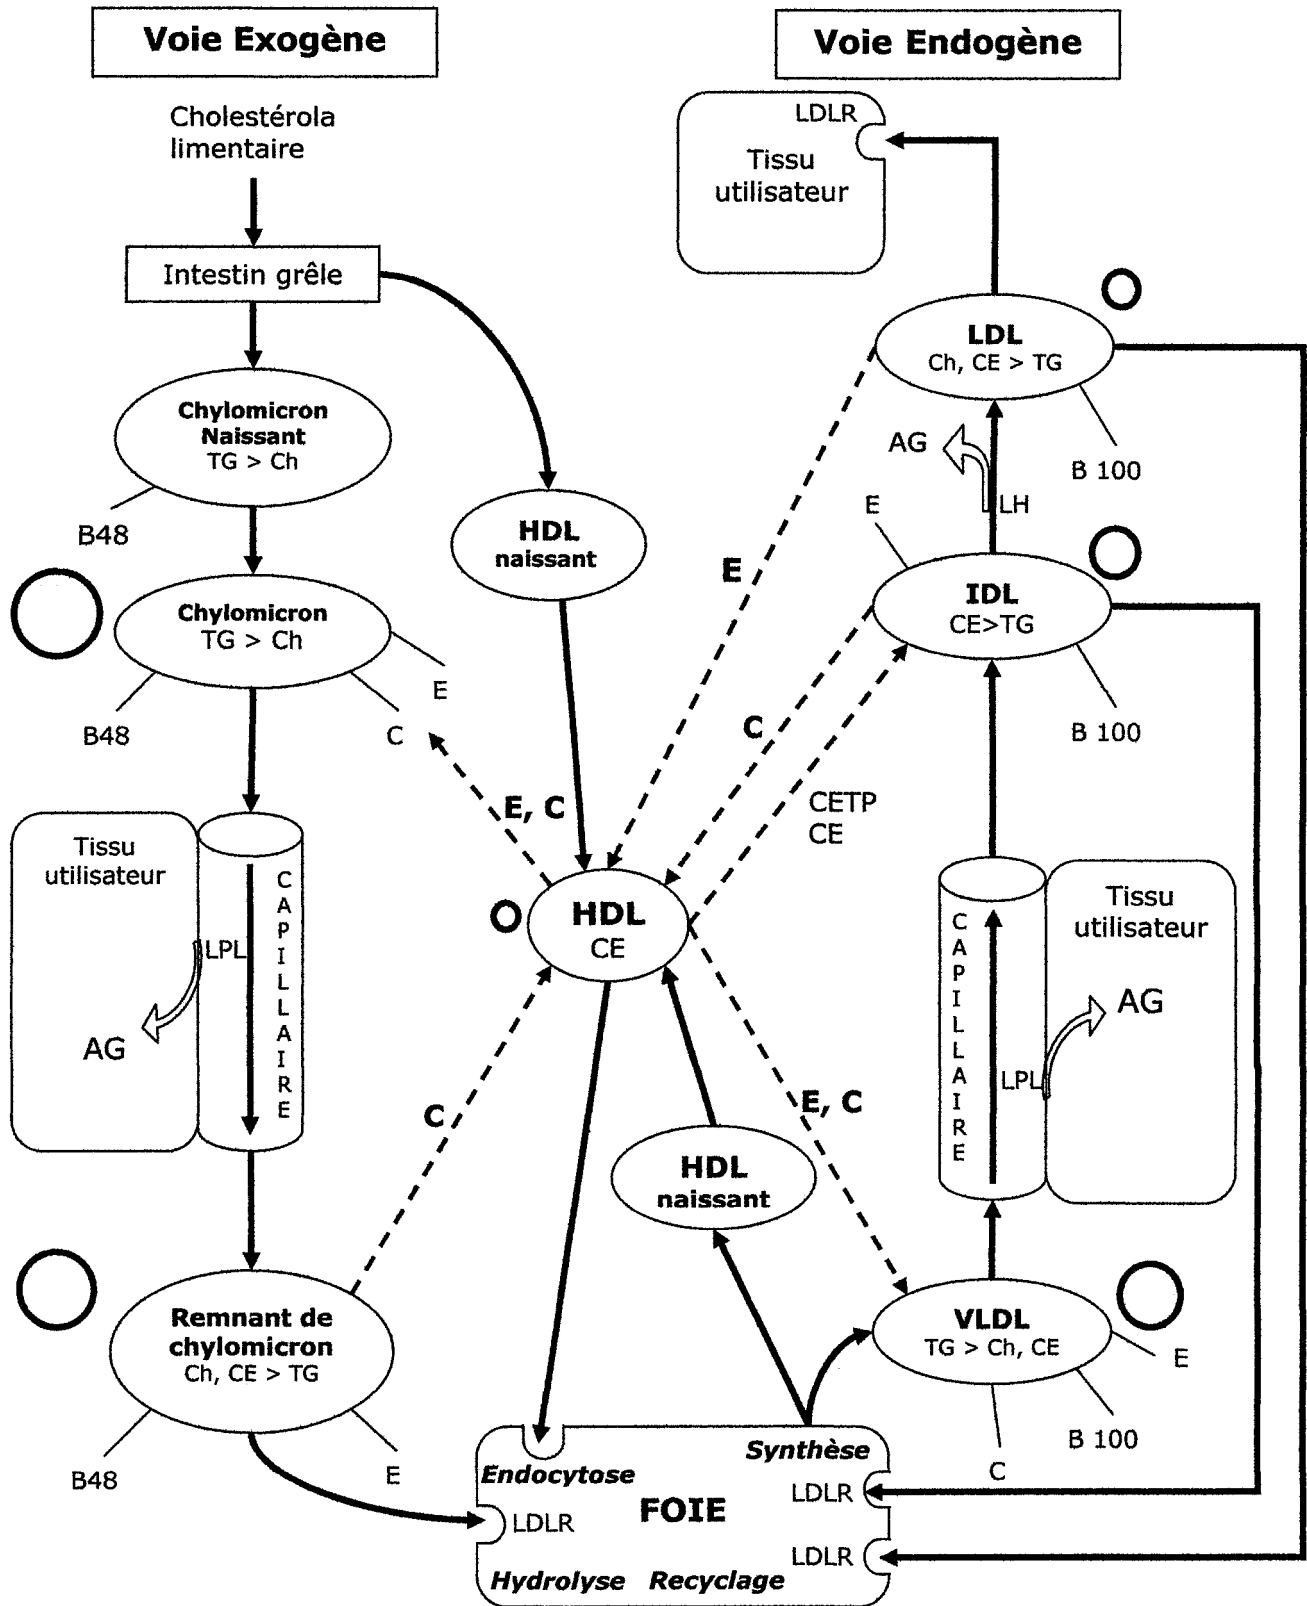 Voie Exogène
Cholestérola
limentaire
Intestin grêle
Chylomicron
Naissant
TG > Ch
B48
HDL
naissant
Chylomicron
TG > Ch
E
C
B48
E, C
Tissu
utilisateur
CAPILLAIRE
LPL
AG
HDL
CE
C
Remnant de
chylomicron
Ch, CE > TG
B48
E
Voie Endogène
LDLR
Tissu
utilisateur
LDL
Ch, CE > TG
B 100
AG
LH
E
E
IDL
CE>TG
B 100
C
CETP
CE
CAPILLAIRE
Tissu
utilisateur
AG
LPL
E, C
HDL
naissant
VLDL
TG > Ch, CE
E
B 100
C
Synthèse
Endocytose
LDLR
FOIE
LDLR
LDLR
Hydrolyse Recyclage